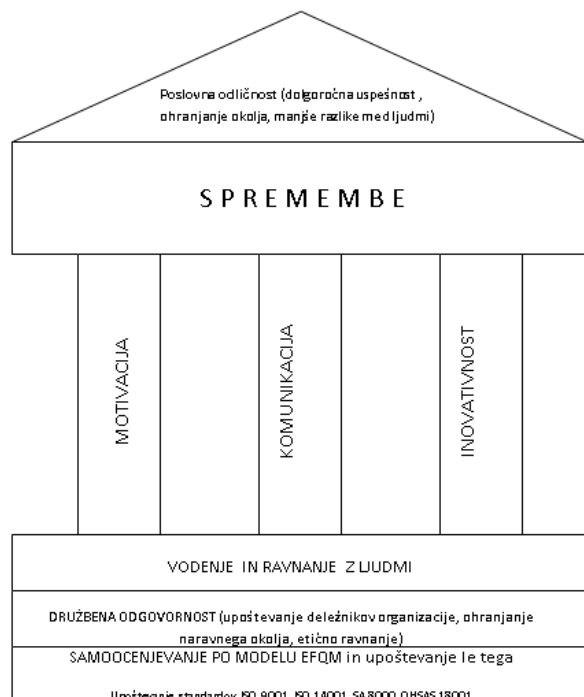 Poslovna odličnost (dolgoročna uspešnost ,
ohranjanje okolja, manjše razlike med ljudmi)
S P R E M E M B E
MOTIVACIJA
KOMUNIKACIJA
INOVATIVNOST
VODENJE IN RAVNANJE Z LJUDMI
DRUŽBENA ODGOVORNOST (upoštevanje deležnikov organizacije, ohranjanje
naravnega okolja, etično ravnanje)
SAMOOCENJEVANJE PO MODELU EFQM in upoštevanje le tega
Upoštevanje standardov ISO 9001, ISO 14001, SA8000, OHSAS 18001